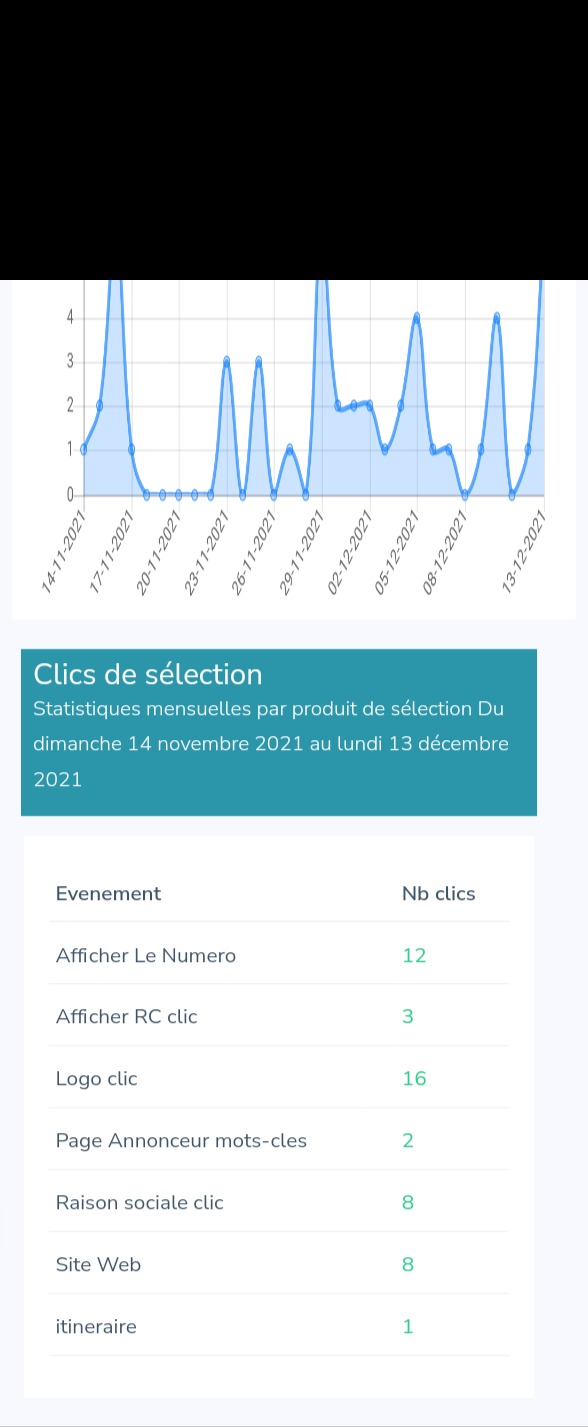 4
3
2
1
0
14-11-2021
17-11-2021
20-11-2021
23-11-2021
26-11-2021
29-11-2021
02-12-2021
05-12-2021
08-12-2021
13-12-2021
Clics de sélection
Statistiques mensuelles par produit de sélection Du
dimanche 14 novembre 2021 au lundi 13 décembre
2021
Evenement Nb clics
Afficher Le Numero 12
Afficher RC clic 3
Logo clic 16
Page Annonceur mots-cles 2
Raison sociale clic 8
Site Web 8
itineraire 1